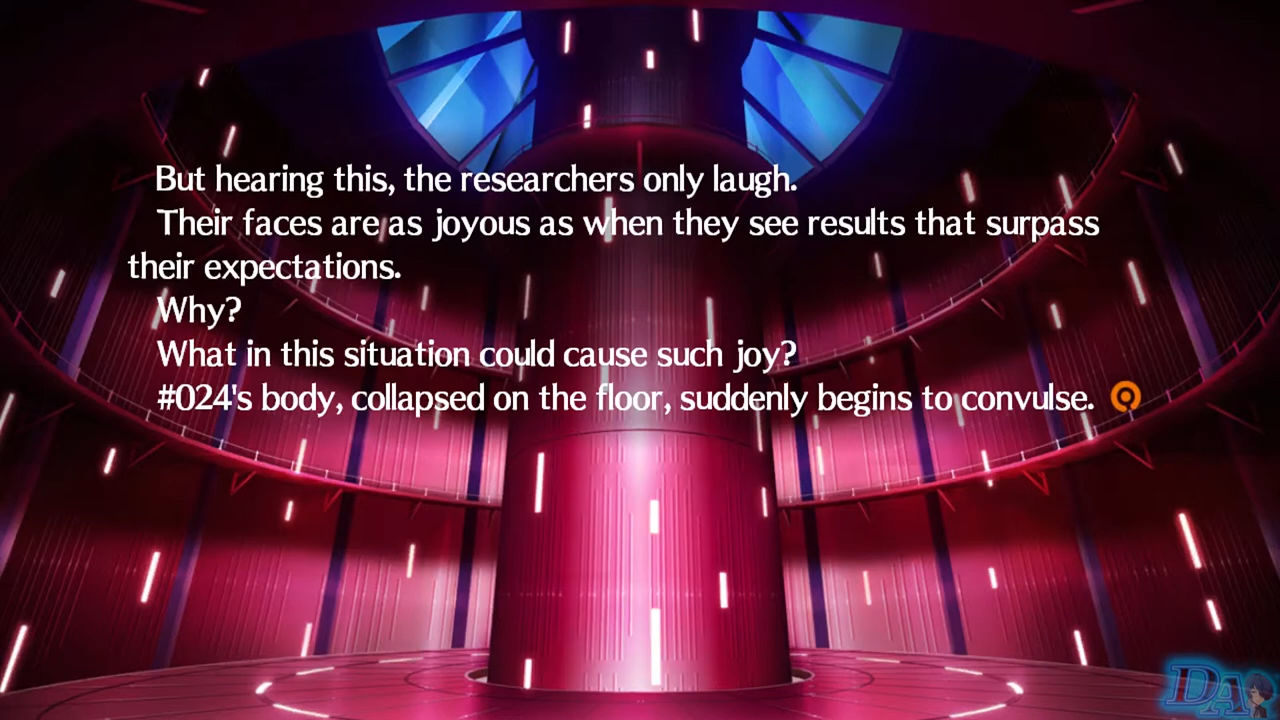 But hearing this, the researchers only laugh.
Their faces are as joyous as when they see results that surpass
their expectations.
Why?
What in this situation could cause such joy?
#024's body, collapsed on the floor, suddenly begins to convulse.
DA